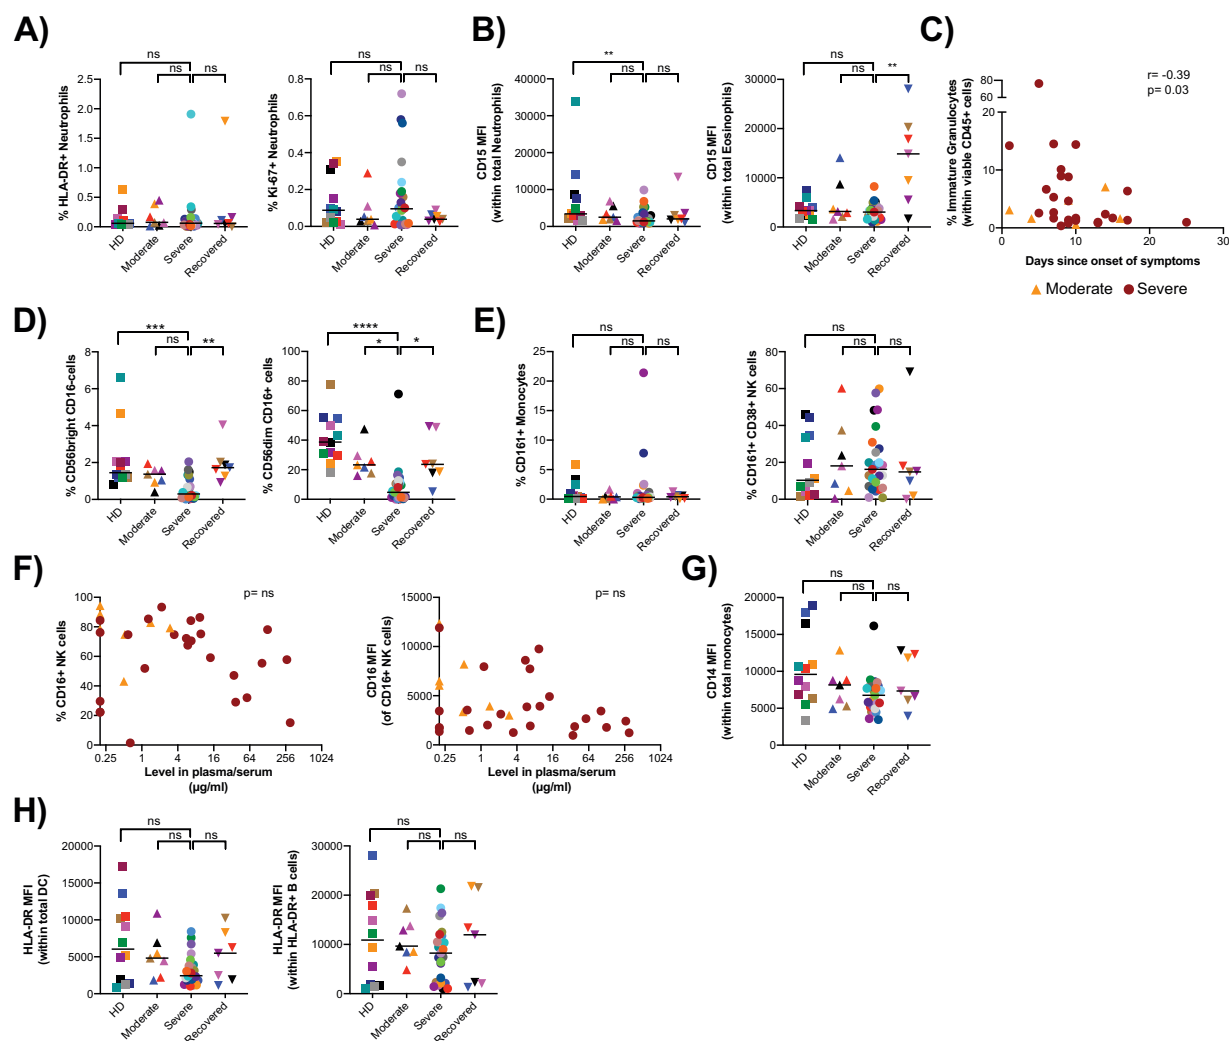 A)
ns
ns
ns
% HLA-DR+ Neutrophils
2.5
2.0
1.5
1.0
0.5
0.0
HD
Moderate
Severe
Recovered
ns
ns
ns
% Ki-67+ Neutrophils
0.6
0.4
0.2
0.0
HD
Moderate
Severe
Recovered
B)
**
ns
ns
CD15 MFI
(within total Neutrophils)
40000
30000
20000
10000
0
HD
Moderate
Severe
Recovered
ns
ns
**
CD15 MFI
(within total Eosinophils)
30000
20000
10000
0
HD
Moderate
Severe
Recovered
C)
r= -0.39
p= 0.03
% Immature Granulocytes
(within viable CD45+ cells)
80
60
20
10
0
0
10
20
30
Days since onset of symptoms
Moderate
Severe
D)
***
ns
**
% CD56bright CD16-cells
8
6
4
2
0
HD
Moderate
Severe
Recovered
****
*
*
% CD56dim CD16+ cells
100
80
60
40
20
0
HD
Moderate
Severe
Recovered
E)
ns
ns
ns
% CD161+ Monocytes
25
20
15
10
5
0
HD
Moderate
Severe
Recovered
ns
ns
ns
% CD161+ CD38+ NK cells
80
60
40
20
0
HD
Moderate
Severe
Recovered
F)
p= ns
% CD16+ NK cells
100
80
60
40
20
0
0.25
1
4
16
64
256
1024
Level in plasma/serum
(µg/ml)
p= ns
CD16 MFI
(of CD16+ NK)
15000
10000
5000
0
0.25
1
4
16
64
256
1024
Level in plasma/serum
(µg/ml)
G)
ns
ns
ns
CD14 MFI
(within total monocytes)
20000
15000
10000
5000
0
HD
Moderate
Severe
Recovered
H)
ns
ns
ns
HLA-DR MFI
(within total DC)
20000
15000
10000
5000
0
HD
Moderate
Severe
Recovered
ns
ns
ns
HLA-DR MFI
(within HLA-DR+ B cells)
30000
20000
10000
0
HD
Moderate
Severe
Recovered